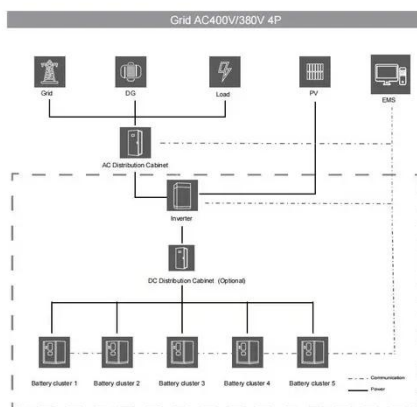 Grid AC400V/380V 4P
Grid
DG
Load
PV
EMS
AC Distribution Cabinet
Inverter
DC Distribution Cabinet (Optional)
Battery cluster 1
Battery cluster 2
Battery cluster 3
Battery cluster 4
Battery cluster 5
Communication
Power